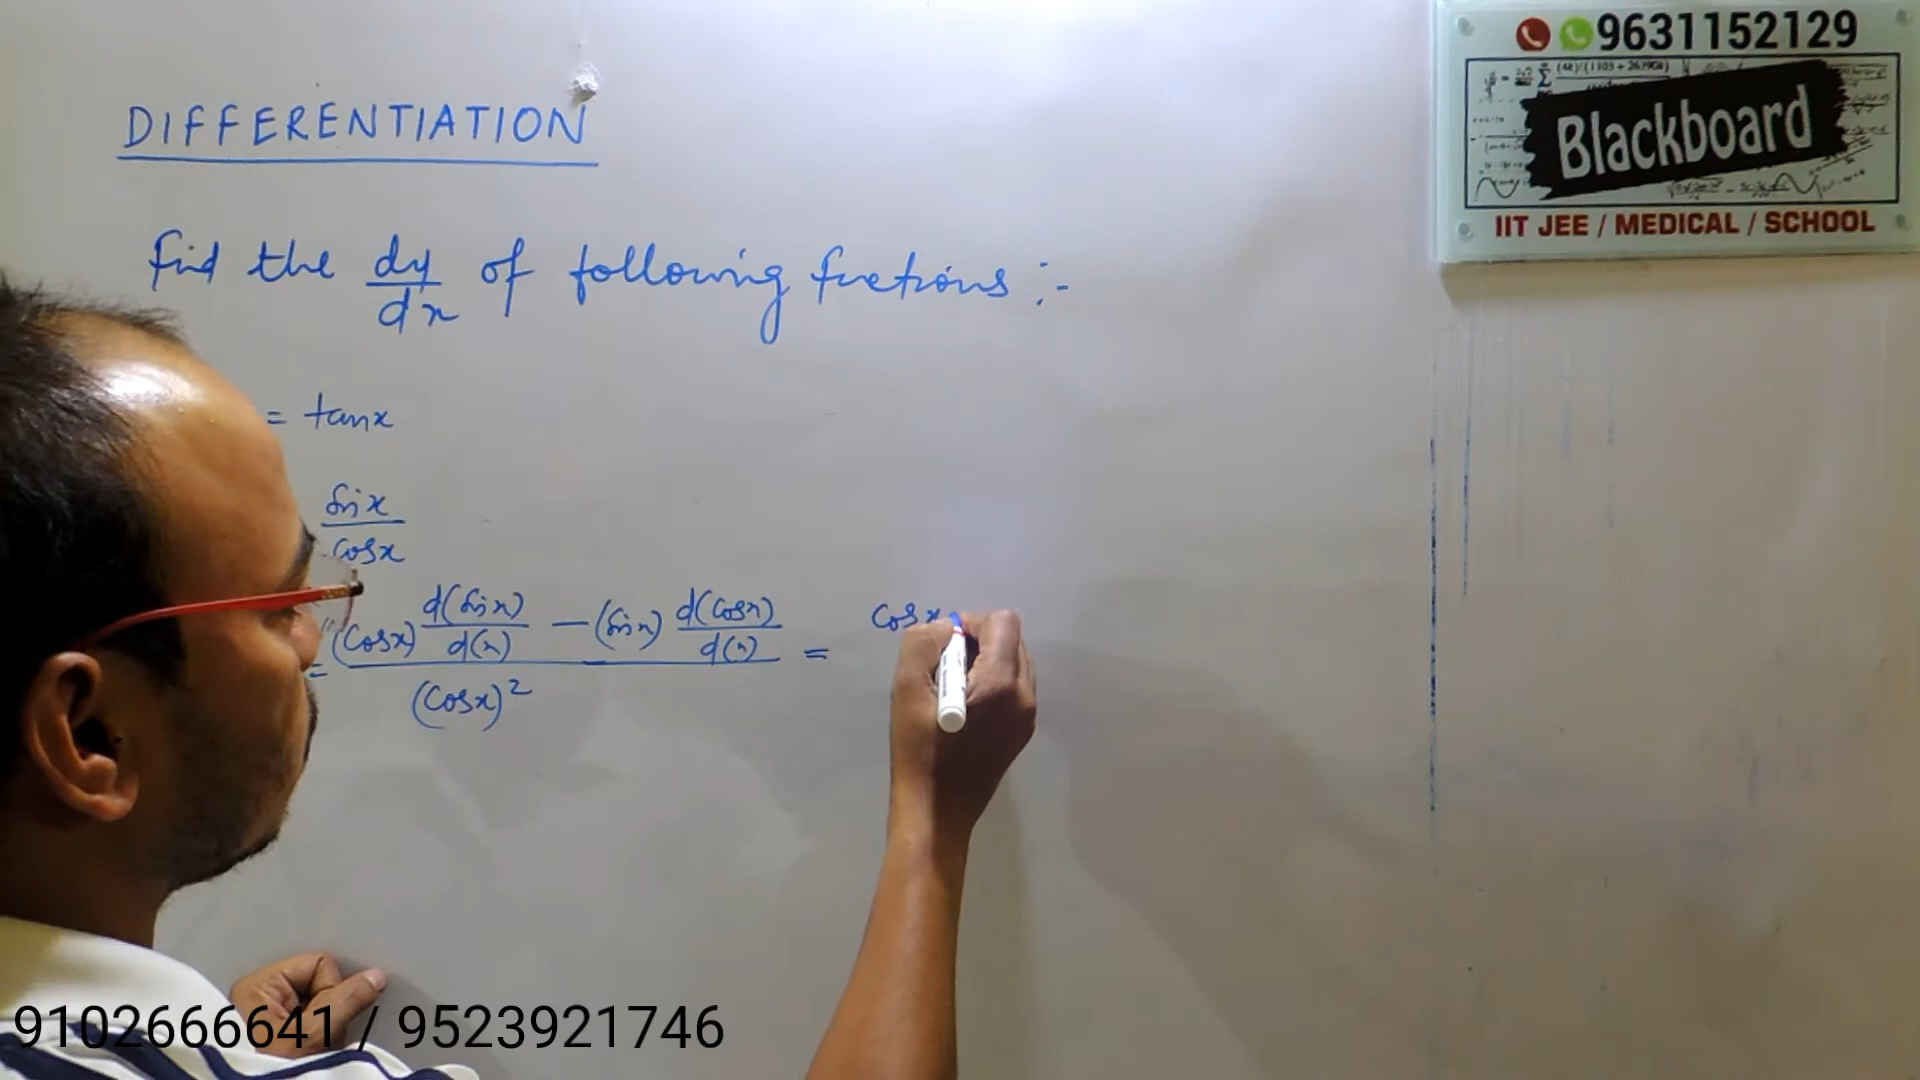 9631152129
Blackboard
IIT JEE / MEDICAL / SCHOOL
DIFFERENTIATION
Find the dy/dx of following functions :-
= tanx
sinx/cosx
= ((cosx) d(sinx)/d(x) - (sinx) d(cosx)/d(x))/(cosx)² = cosx
9102666641 / 9523921746